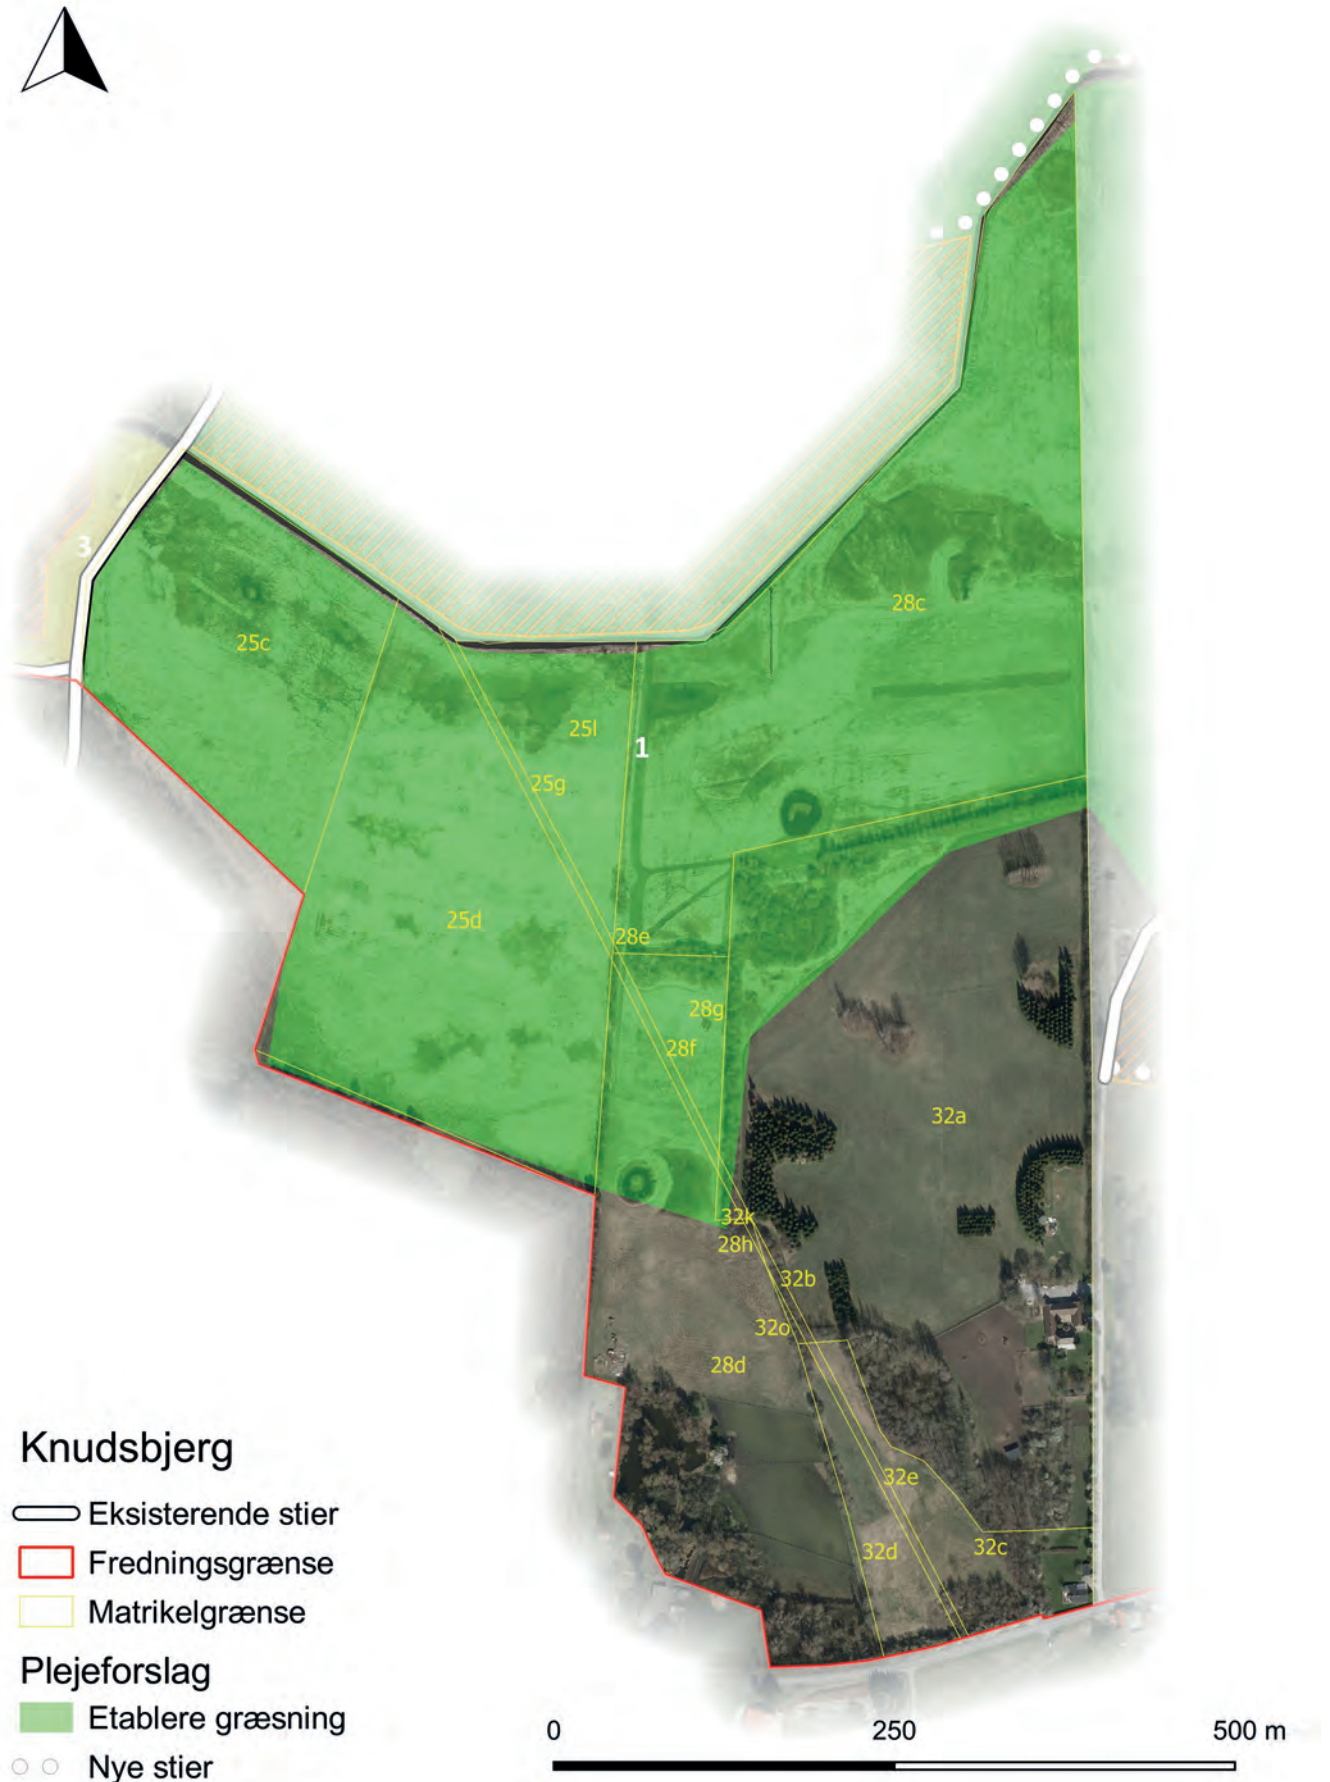 3
25c
28c
25l
1
25g
25d
28e
28g
28f
32a
32k
28h
32b
32o
28d
32e
32d
32c
Knudsbjerg
Eksisterende stier
Fredningsgrænse
Matrikelgrænse
Plejeforslag
Etablere græsning
Nye stier
0 250 500 m